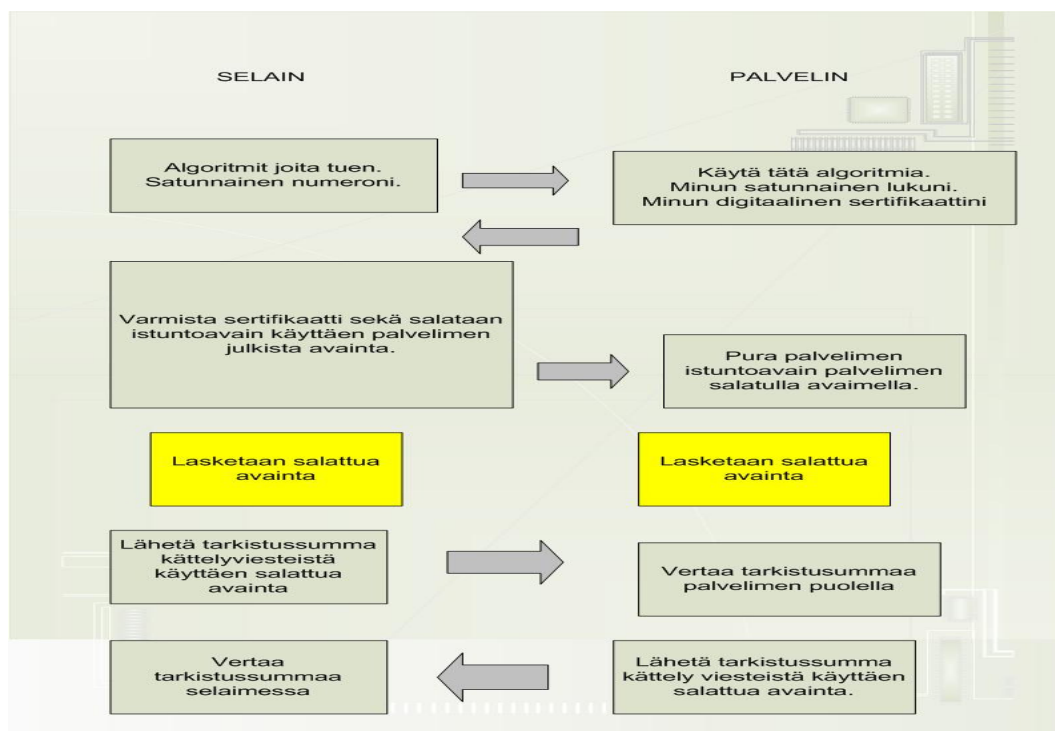 SELAIN
PALVELIN
Algoritmit joita tuen.
Satunnainen numeroni.
Käytä tätä algoritmia.
Minun satunnainen lukuni.
Minun digitaalinen sertifikaattini
Varmista sertifikaatti sekä salataan
istuntoavain käyttäen palvelimen
julkista avainta.
Pura palvelimen
istuntoavain palvelimen
salatulla avaimella.
Lasketaan salattua
avainta
Lasketaan salattua
avainta
Lähetä tarkistussumma
kättelyviesteistä
käyttäen salattua
avainta
Vertaa tarkistusummaa
palvelimen puolella
Vertaa
tarkistussummaa
selaimessa
Lähetä tarkistussumma
kättely viesteistä käyttäen
salattua avainta.